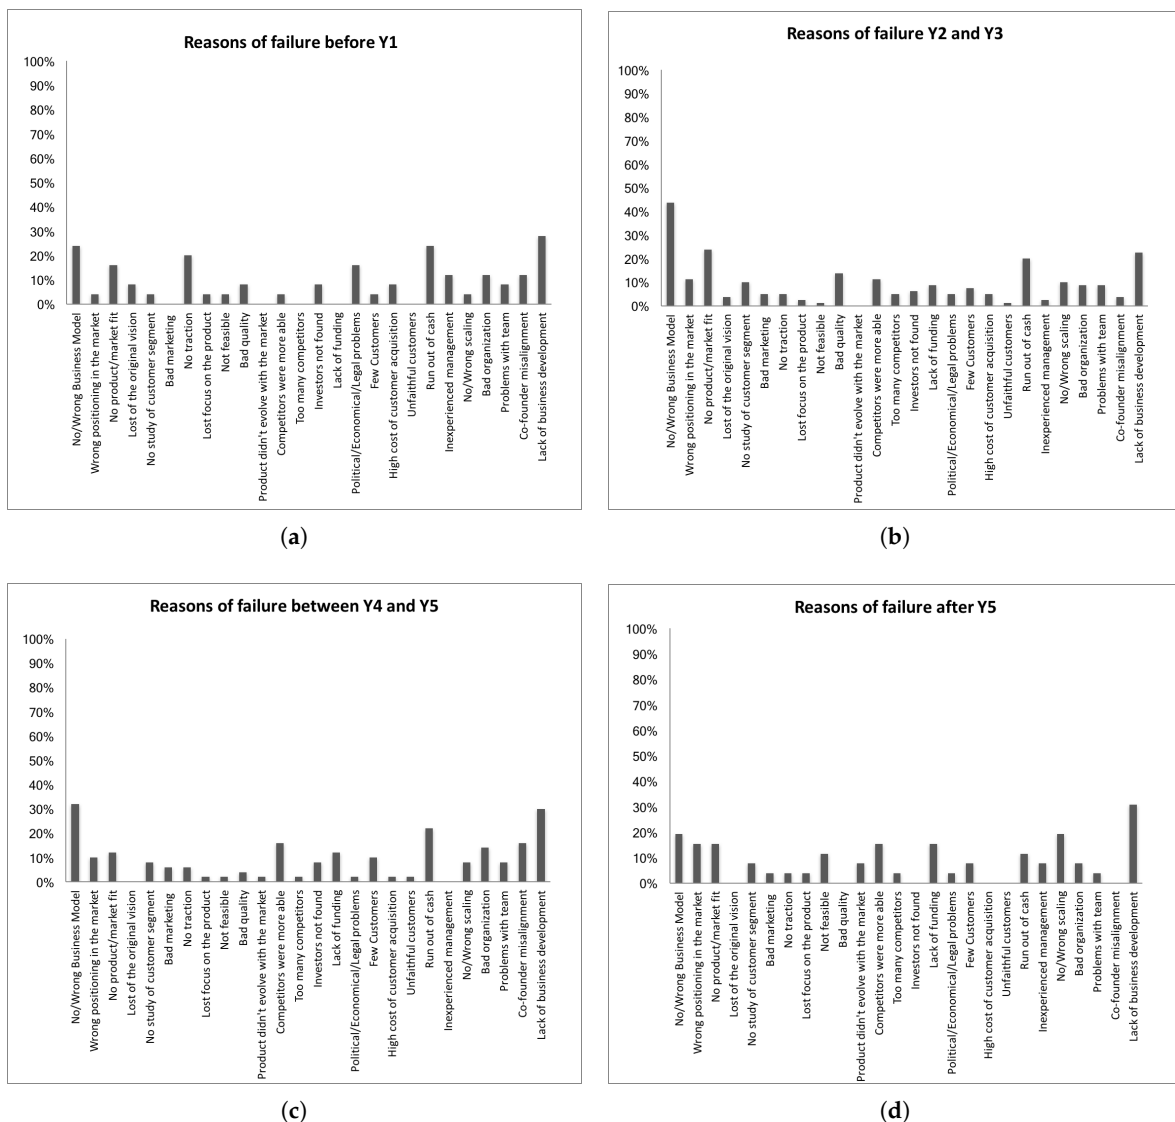 Reasons of failure before Y1
100%
90%
80%
70%
60%
50%
40%
30%
20%
10%
0%
No/Wrong Business Model
Wrong positioning in the market
No product/market fit
Lost of the original vision
No study of customer segment
Bad marketing
No traction
Lost focus on the product
Not feasible
Bad quality
Product didn't evolve with the market
Competitors were more able
Too many competitors
Investors not found
Lack of funding
Political/Economical/Legal problems
Few Customers
High cost of customer acquisition
Unfaithful customers
Run out of cash
Inexperienced management
No/Wrong scaling
Bad organization
Problems with team
Co-founder misalignment
Lack of business development
(a)
Reasons of failure Y2 and Y3
100%
90%
80%
70%
60%
50%
40%
30%
20%
10%
0%
No/Wrong Business Model
Wrong positioning in the market
No product/market fit
Lost of the original vision
No study of customer segment
Bad marketing
No traction
Lost focus on the product
Not feasible
Bad quality
Product didn't evolve with the market
Competitors were more able
Too many competitors
Investors not found
Lack of funding
Political/Economical/Legal problems
Few Customers
High cost of customer acquisition
Unfaithful customers
Run out of cash
Inexperienced management
No/Wrong scaling
Bad organization
Problems with team
Co-founder misalignment
Lack of business development
(b)
Reasons of failure between Y4 and Y5
100%
90%
80%
70%
60%
50%
40%
30%
20%
10%
0%
No/Wrong Business Model
Wrong positioning in the market
No product/market fit
Lost of the original vision
No study of customer segment
Bad marketing
No traction
Lost focus on the product
Not feasible
Bad quality
Product didn't evolve with the market
Competitors were more able
Too many competitors
Investors not found
Lack of funding
Political/Economical/Legal problems
Few Customers
High cost of customer acquisition
Unfaithful customers
Run out of cash
Inexperienced management
No/Wrong scaling
Bad organization
Problems with team
Co-founder misalignment
Lack of business development
(c)
Reasons of failure after Y5
100%
90%
80%
70%
60%
50%
40%
30%
20%
10%
0%
No/Wrong Business Model
Wrong positioning in the market
No product/market fit
Lost of the original vision
No study of customer segment
Bad marketing
No traction
Lost focus on the product
Not feasible
Bad quality
Product didn't evolve with the market
Competitors were more able
Too many competitors
Investors not found
Lack of funding
Political/Economical/Legal problems
Few Customers
High cost of customer acquisition
Unfaithful customers
Run out of cash
Inexperienced management
No/Wrong scaling
Bad organization
Problems with team
Co-founder misalignment
Lack of business development
(d)